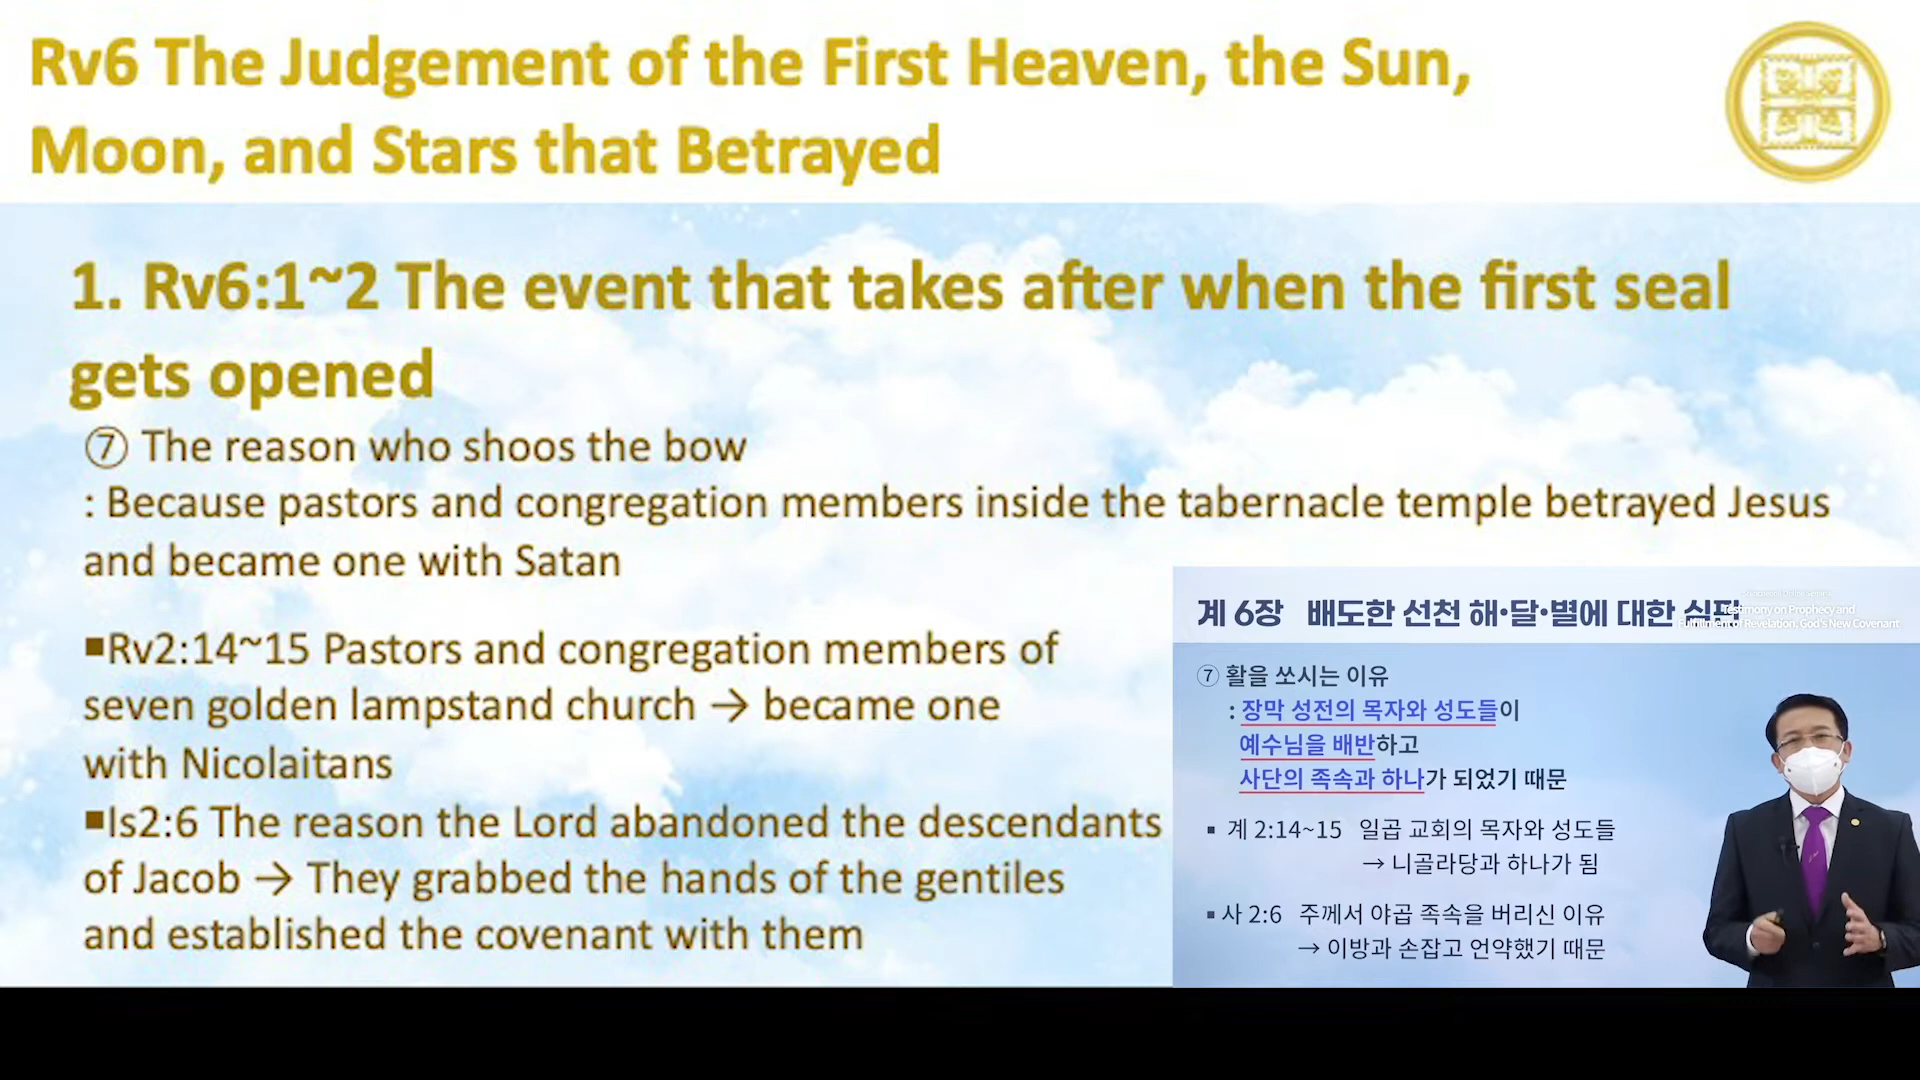 Rv6 The Judgement of the First Heaven, the Sun,
Moon, and Stars that Betrayed
1. Rv6:1~2 The event that takes after when the first seal
gets opened
⑦ The reason who shoos the bow
: Because pastors and congregation members inside the tabernacle temple betrayed Jesus
and became one with Satan
■Rv2:14~15 Pastors and congregation members of
seven golden lampstand church → became one
with Nicolaitans
■Is2:6 The reason the Lord abandoned the descendants
of Jacob → They grabbed the hands of the gentiles
and established the covenant with them
계 6장 배도한 선천 해·달·별에 대한 심판
Testimony on Prophecy and
Fulfillment of Revelation, God's New Covenant
⑦ 활을 쏘시는 이유
: 장막 성전의 목자와 성도들이
예수님을 배반하고
사단의 족속과 하나가 되었기 때문
▪ 계 2:14~15 일곱 교회의 목자와 성도들
→ 니골라당과 하나가 됨
▪ 사 2:6 주께서 야곱 족속을 버리신 이유
→ 이방과 손잡고 언약했기 때문